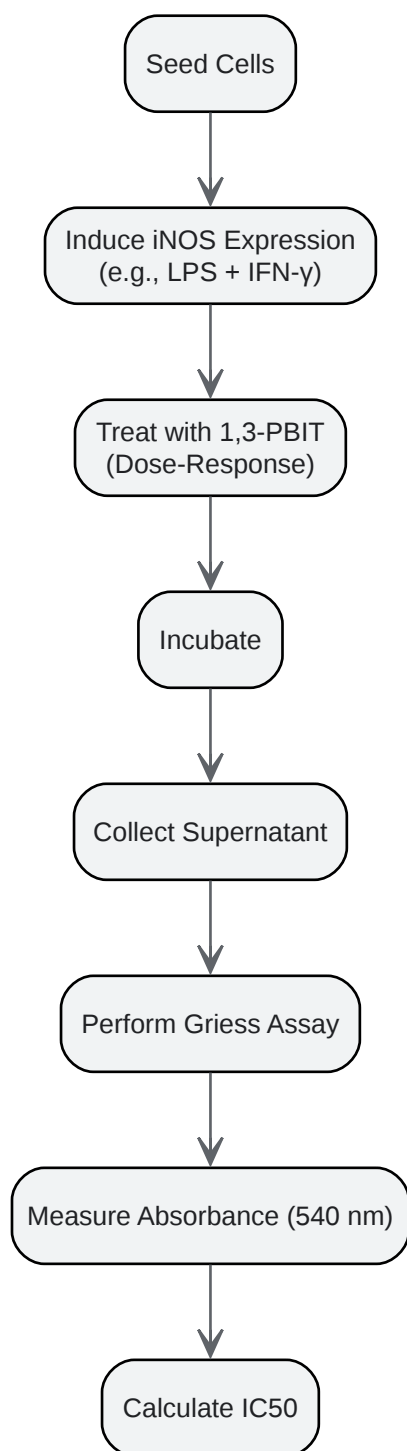 Seed Cells
Induce iNOS Expression
(e.g., LPS + IFN-γ)
Treat with 1,3-PBIT
(Dose-Response)
Incubate
Collect Supernatant
Perform Griess Assay
Measure Absorbance (540 nm)
Calculate IC50